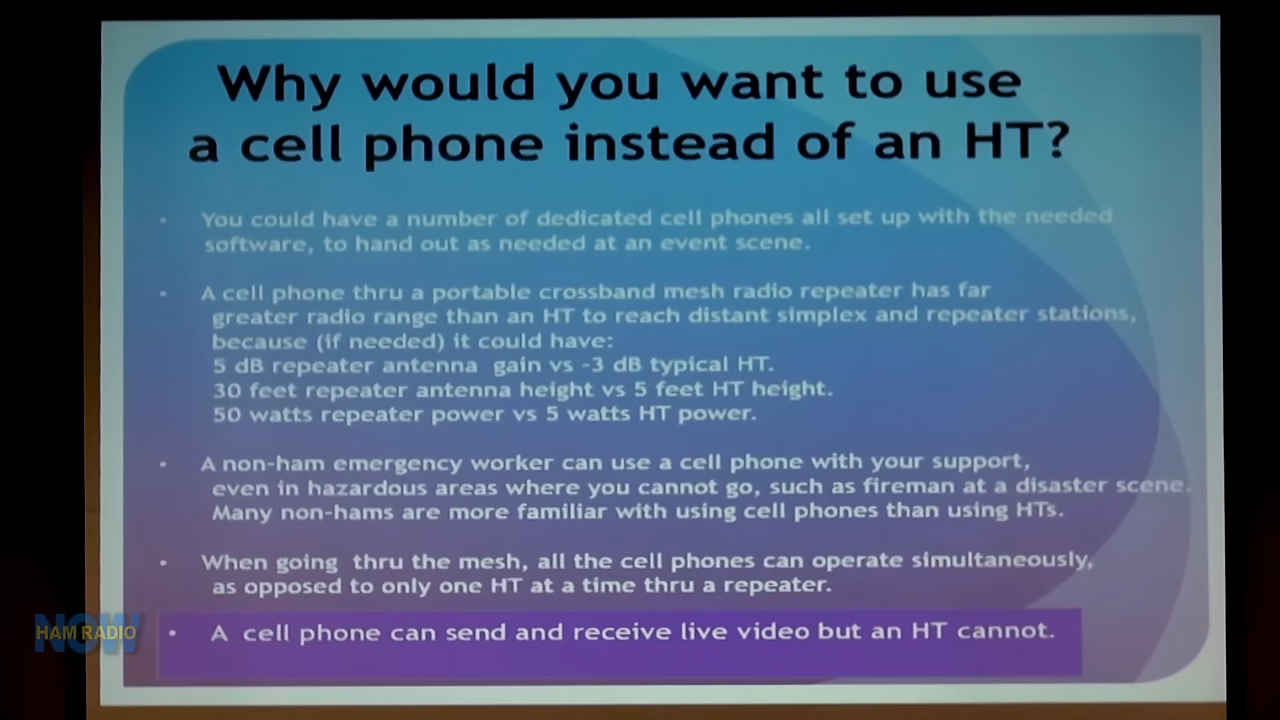 Why would you want to use
a cell phone instead of an HT?
• You could have a number of dedicated cell phones all set up with the needed
software, to hand out as needed at an event scene.
• A cell phone thru a portable crossband mesh radio repeater has far
greater radio range than an HT to reach distant simplex and repeater stations,
because (if needed) it could have:
5 dB repeater antenna gain vs -3 dB typical HT.
30 feet repeater antenna height vs 5 feet HT height.
50 watts repeater power vs 5 watts HT power.
• A non-ham emergency worker can use a cell phone with your support,
even in hazardous areas where you cannot go, such as fireman at a disaster scene.
Many non-hams are more familiar with using cell phones than using HTs.
• When going thru the mesh, all the cell phones can operate simultaneously,
as opposed to only one HT at a time thru a repeater.
• A cell phone can send and receive live video but an HT cannot.
HAM RADIO
NOW